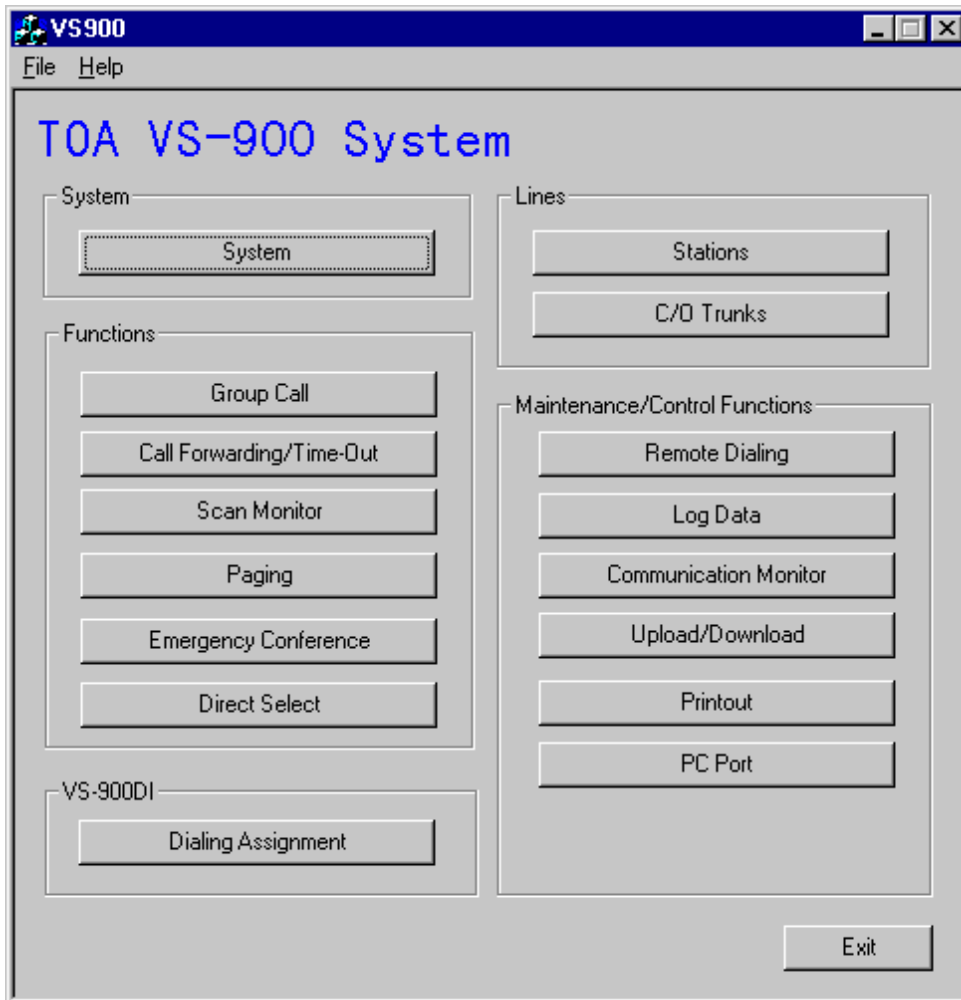 VS900
File Help
TOA VS-900 System
System
System
Functions
Group Call
Call Forwarding/Time-Out
Scan Monitor
Paging
Emergency Conference
Direct Select
VS-900DI
Dialing Assignment
Lines
Stations
C/O Trunks
Maintenance/Control Functions
Remote Dialing
Log Data
Communication Monitor
Upload/Download
Printout
PC Port
Exit